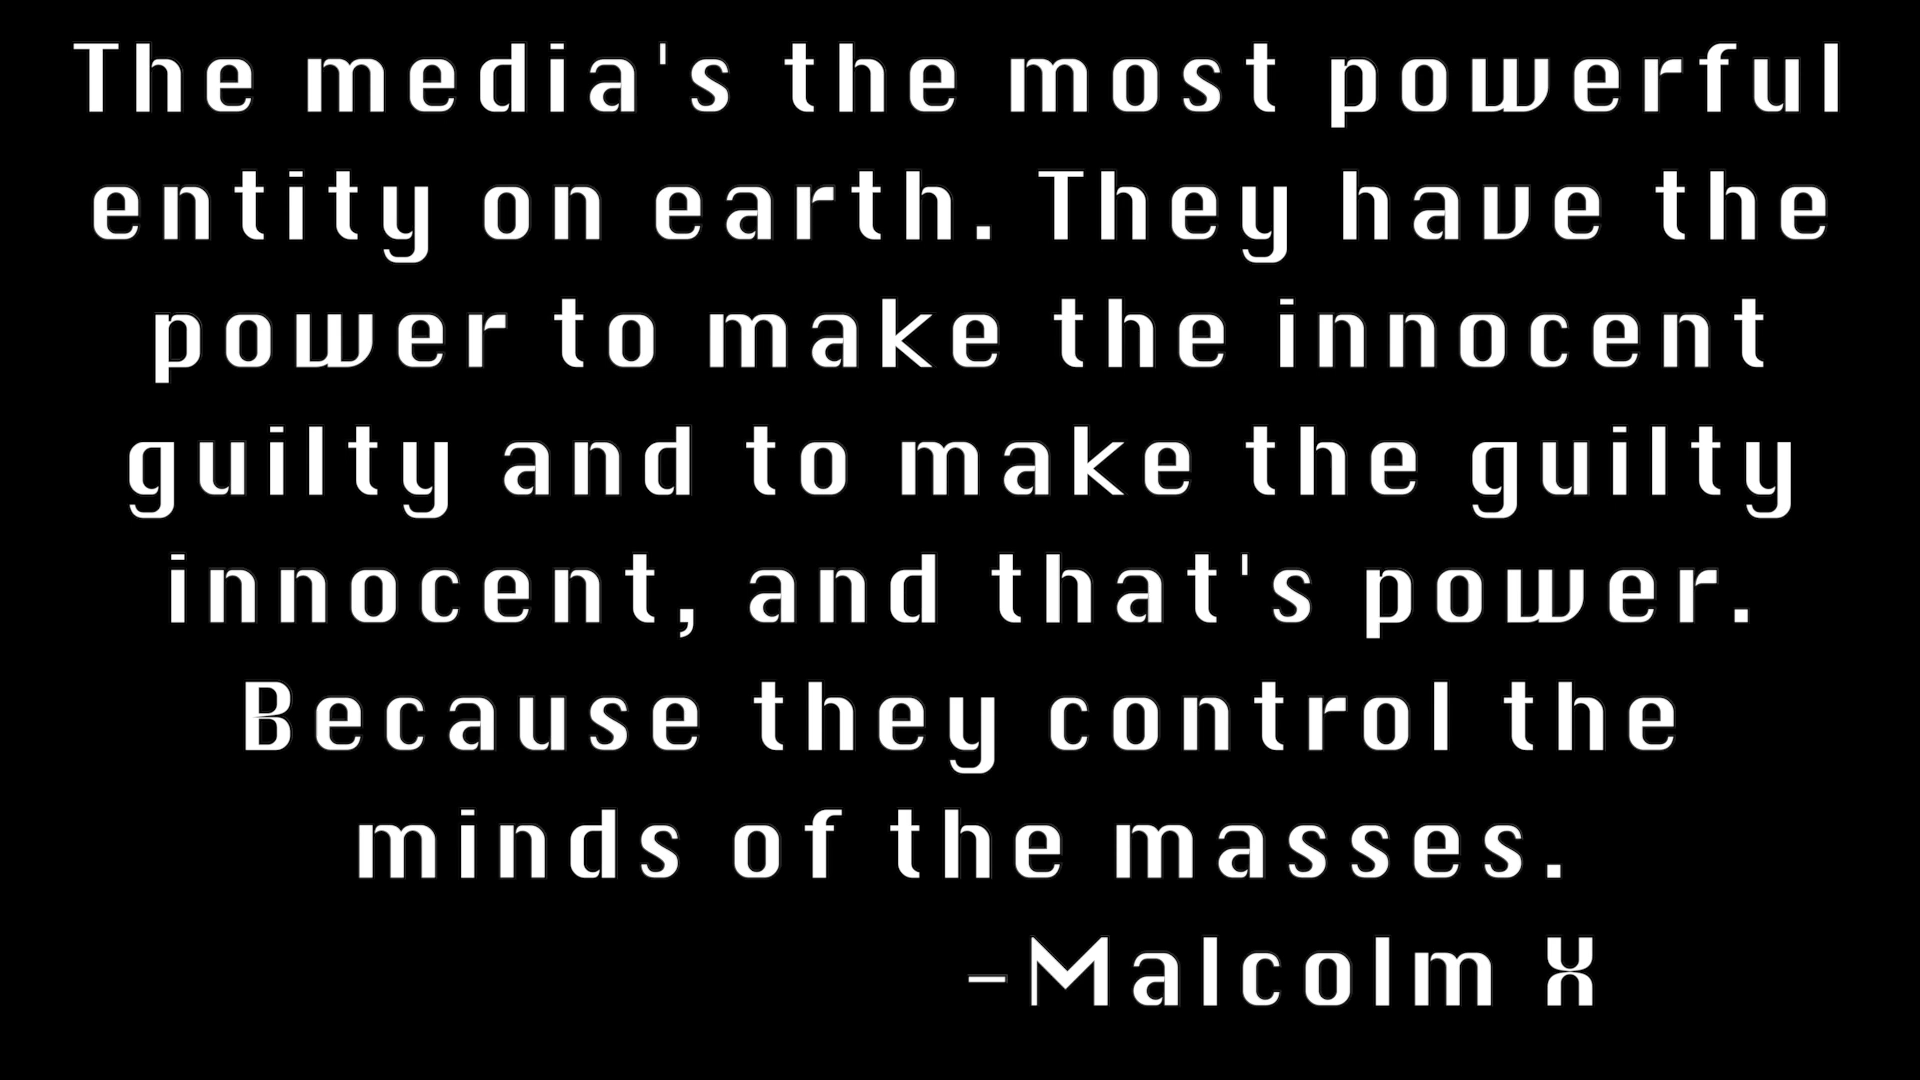 The media's the most powerful
entity on earth. They have the
power to make the innocent
guilty and to make the guilty
innocent, and that's power.
Because they control the
minds of the masses.
-Malcolm X